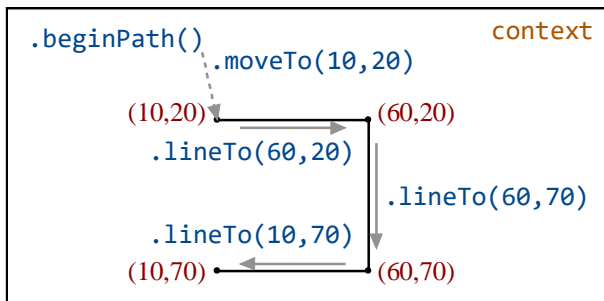 .beginPath()
context
.moveTo(10,20)
(10,20)
(60,20)
.lineTo(60,20)
.lineTo(60,70)
.lineTo(10,70)
(10,70)
(60,70)